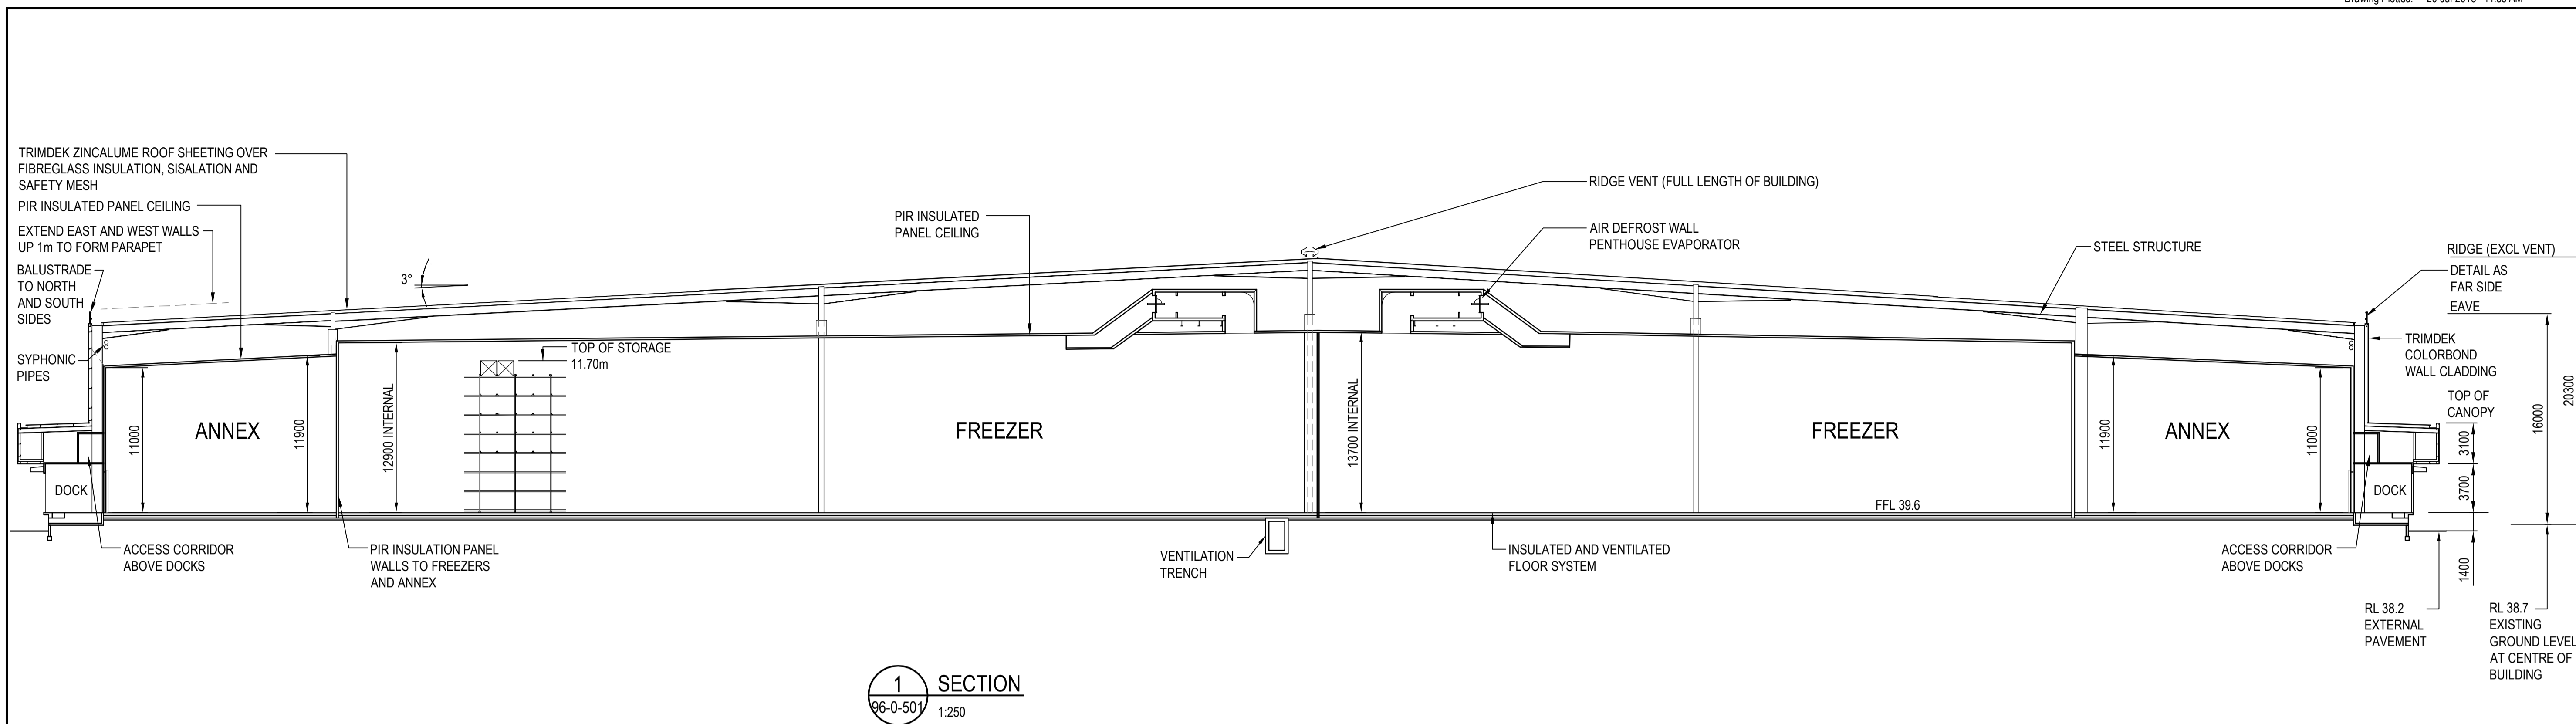 TRIMDEK ZINCALUME ROOF SHEETING OVER
FIBREGLASS INSULATION, SISALATION AND
SAFETY MESH
PIR INSULATED PANEL CEILING
EXTEND EAST AND WEST WALLS
UP 1m TO FORM PARAPET
BALUSTRADE
TO NORTH
AND SOUTH
SIDES
SYPHONIC
PIPES
3°
PIR INSULATED
PANEL CEILING
RIDGE VENT (FULL LENGTH OF BUILDING)
AIR DEFROST WALL
PENTHOUSE EVAPORATOR
STEEL STRUCTURE
RIDGE (EXCL VENT)
DETAIL AS
FAR SIDE
EAVE
TRIMDEK
COLORBOND
WALL CLADDING
TOP OF
CANOPY
TOP OF STORAGE
11.70m
11000
ANNEX
11900
12900 INTERNAL
FREEZER
13700 INTERNAL
FREEZER
11900
ANNEX
11000
3100
3700
1400
16000
20300
DOCK
FFL 39.6
DOCK
ACCESS CORRIDOR
ABOVE DOCKS
PIR INSULATION PANEL
WALLS TO FREEZERS
AND ANNEX
VENTILATION
TRENCH
INSULATED AND VENTILATED
FLOOR SYSTEM
ACCESS CORRIDOR
ABOVE DOCKS
RL 38.2
EXTERNAL
PAVEMENT
RL 38.7
EXISTING
GROUND LEVEL
AT CENTRE OF
BUILDING
1
96-0-501
SECTION
1:250